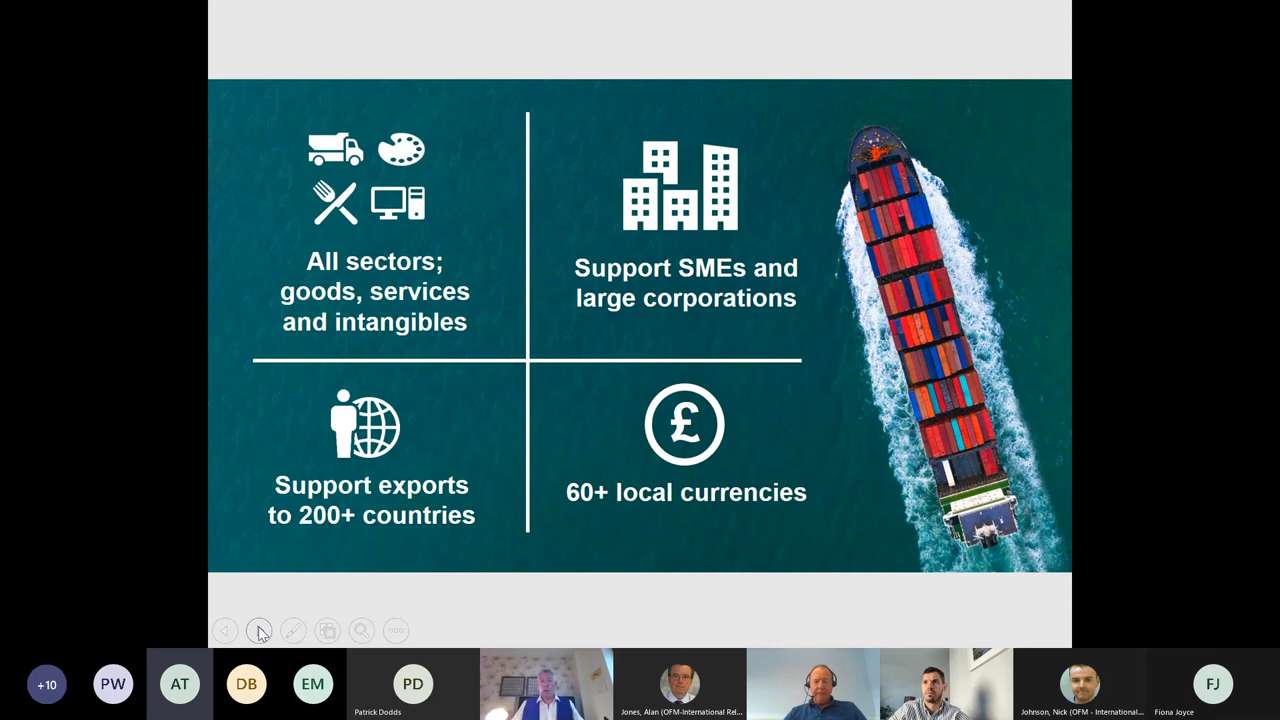 All sectors;
goods, services
and intangibles
Support SMEs and
large corporations
Support exports
to 200+ countries
£
60+ local currencies
+10
PW
AT
DB
EM
PD
Patrick Dodds
Jones, Alan (OFM-International Rel...
Johnson, Nick (OFM - International...
FJ
Fiona Joyce